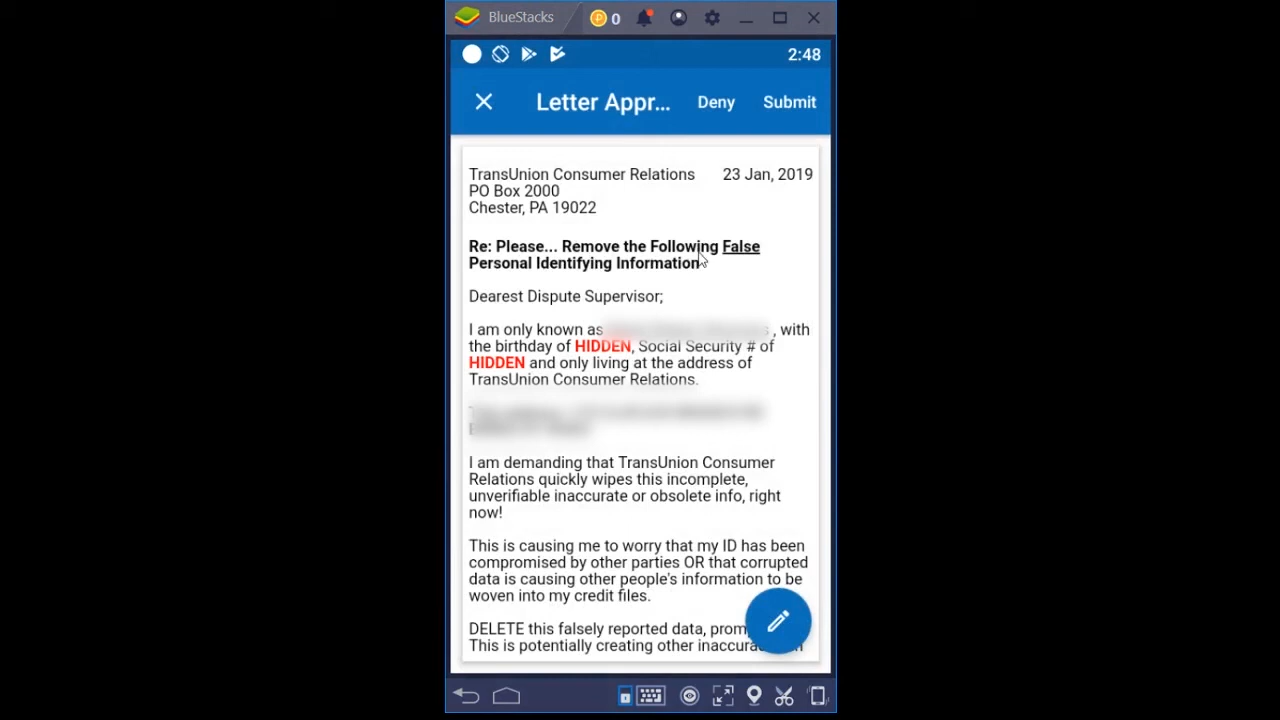 BlueStacks
0
2:48
Letter Appr...
Deny
Submit
TransUnion Consumer Relations 23 Jan, 2019
PO Box 2000
Chester, PA 19022
Re: Please... Remove the Following False
Personal Identifying Information
Dearest Dispute Supervisor;
I am only known as , with
the birthday of HIDDEN, Social Security # of
HIDDEN and only living at the address of
TransUnion Consumer Relations.
I am demanding that TransUnion Consumer
Relations quickly wipes this incomplete,
unverifiable inaccurate or obsolete info, right
now!
This is causing me to worry that my ID has been
compromised by other parties OR that corrupted
data is causing other people's information to be
woven into my credit files.
DELETE this falsely reported data,
This is potentially creating other